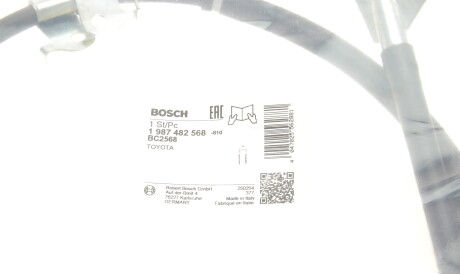 BOSCH EAC
1 St/Pc
1 987 482 568 -810
BC2568
TOYOTA
Robert Bosch GmbH
Auf der Breit 4
76227 Karlsruhe
GERMANY
Made in Italy